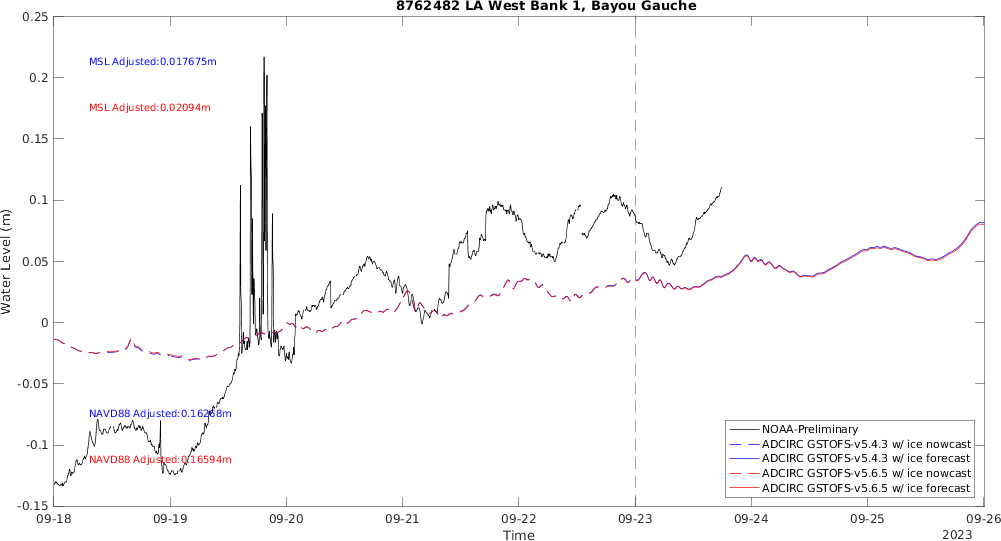 8762482 LA West Bank 1, Bayou Gauche
0.25
0.2
0.15
0.1
0.05
0
-0.05
-0.1
-0.15
Water Level (m)
MSL Adjusted:0.017675m
MSL Adjusted:0.02094m
NAVD88 Adjusted:0.16268m
NAVD88 Adjusted:0.16594m
NOAA-Preliminary
ADCIRC GSTOFS-v5.4.3 w/ ice nowcast
ADCIRC GSTOFS-v5.4.3 w/ ice forecast
ADCIRC GSTOFS-v5.6.5 w/ ice nowcast
ADCIRC GSTOFS-v5.6.5 w/ ice forecast
09-18 09-19 09-20 09-21 09-22 09-23 09-24 09-25 09-26
Time
2023